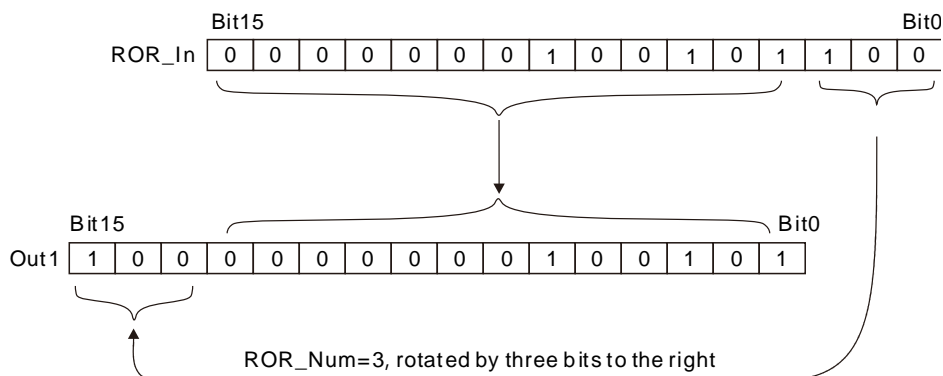 Bit15 Bit0
ROR_In 0 0 0 0 0 0 0 1 0 0 1 0 1 1 0 0
Bit15 Bit0
Out1 1 0 0 0 0 0 0 0 0 0 1 0 0 1 0 1
ROR_Num=3, rotated by three bits to the right